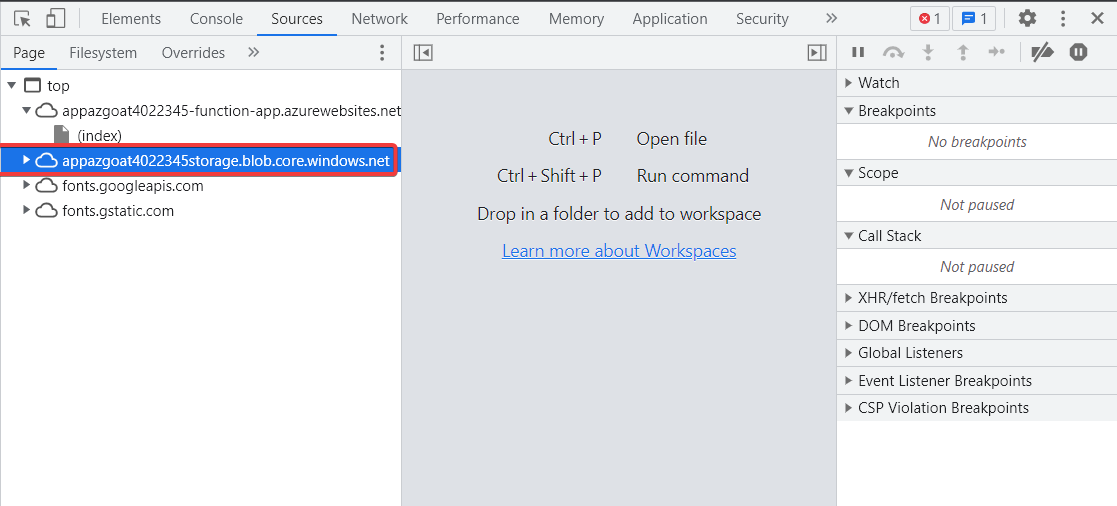 Elements Console Sources Network Performance Memory Application Security » 1 1
Page Filesystem Overrides »
top
appazgoat4022345-function-app.azurewebsites.net
(index)
appazgoat4022345storage.blob.core.windows.net
fonts.googleapis.com
fonts.gstatic.com
Ctrl + P Open file
Ctrl + Shift + P Run command
Drop in a folder to add to workspace
Learn more about Workspaces
Watch
Breakpoints
No breakpoints
Scope
Not paused
Call Stack
Not paused
XHR/fetch Breakpoints
DOM Breakpoints
Global Listeners
Event Listener Breakpoints
CSP Violation Breakpoints